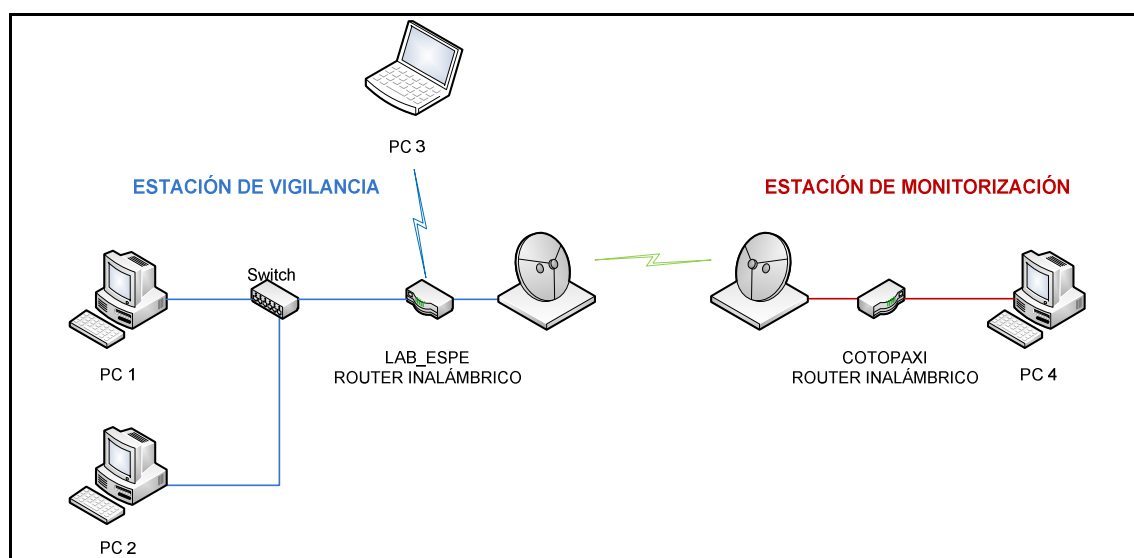 PC 3
ESTACIÓN DE VIGILANCIA
ESTACIÓN DE MONITORIZACIÓN
Switch
PC 1
LAB_ESPE
ROUTER INALÁMBRICO
COTOPAXI
ROUTER INALÁMBRICO
PC 4
PC 2